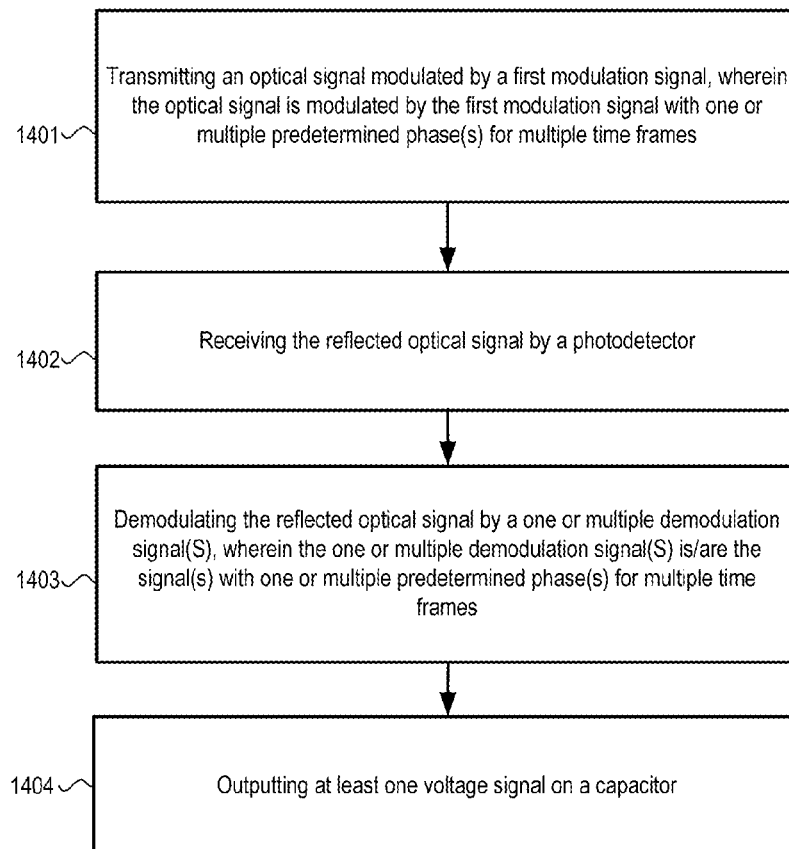 Transmitting an optical signal modulated by a first modulation signal, wherein
the optical signal is modulated by the first modulation signal with one or
multiple predetermined phase(s) for multiple time frames
1401
Receiving the reflected optical signal by a photodetector
1402
Demodulating the reflected optical signal by a one or multiple demodulation
signal(S), wherein the one or multiple demodulation signal(S) is/are the
signal(s) with one or multiple predetermined phase(s) for multiple time
frames
1403
Outputting at least one voltage signal on a capacitor
1404